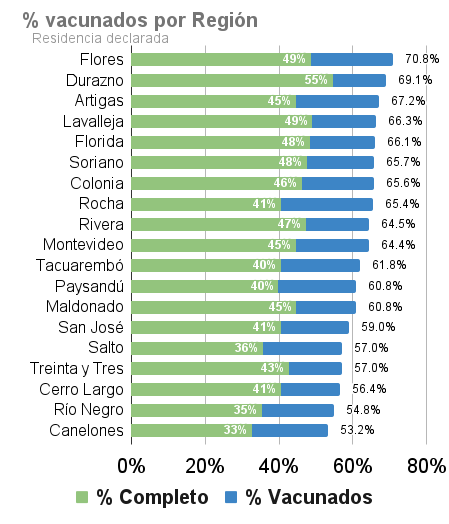 % vacunados por Región
Residencia declarada
Flores 49% 70.8%
Durazno 55% 69.1%
Artigas 45% 67.2%
Lavalleja 49% 66.3%
Florida 48% 66.1%
Soriano 48% 65.7%
Colonia 46% 65.6%
Rocha 41% 65.4%
Rivera 47% 64.5%
Montevideo 45% 64.4%
Tacuarembó 40% 61.8%
Paysandú 40% 60.8%
Maldonado 45% 60.8%
San José 41% 59.0%
Salto 36% 57.0%
Treinta y Tres 43% 57.0%
Cerro Largo 41% 56.4%
Río Negro 35% 54.8%
Canelones 33% 53.2%
0% 20% 40% 60% 80%
% Completo % Vacunados